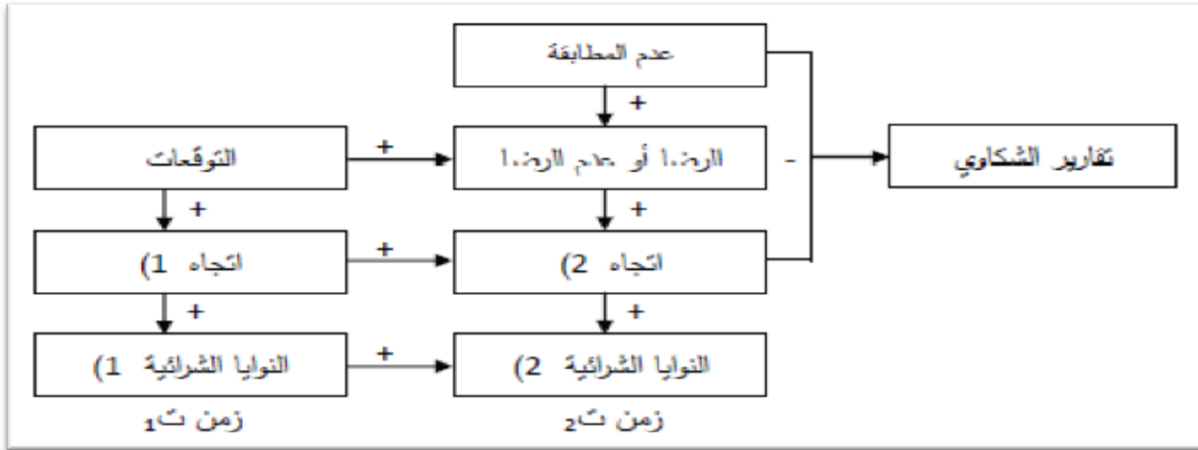 عدم المطابقة
+
التوقعات + الرضا أو عدم الرضا - تقارير الشكاوي
+ +
اتجاه 1) + اتجاه 2)
+ +
النوايا الشرائية 1) + النوايا الشرائية 2)
زمن ت1 زمن ت2